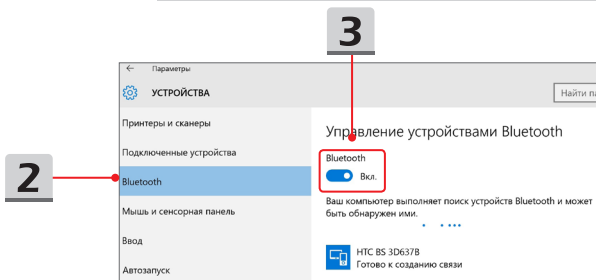 3
← Параметры
УСТРОЙСТВА
Найти па
Принтеры и сканеры
Управление устройствами Bluetooth
Подключенные устройства
Bluetooth
Вкл.
2
Bluetooth
Ваш компьютер выполняет поиск устройств Bluetooth и может
быть обнаружен ими.
Мышь и сенсорная панель
Ввод
HTC BS 3D637B
Готово к созданию связи
Автозапуск